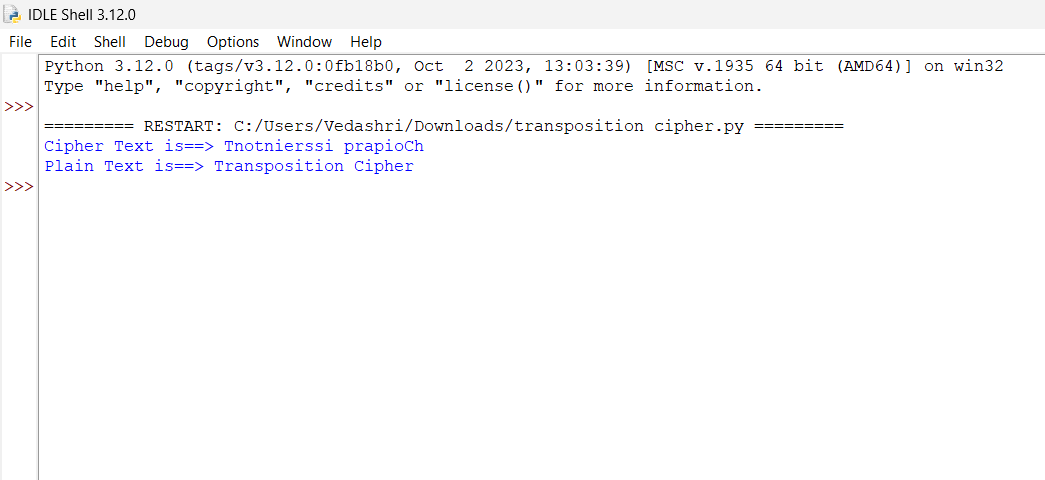 IDLE Shell 3.12.0
File Edit Shell Debug Options Window Help
Python 3.12.0 (tags/v3.12.0:0fb18b0, Oct  2 2023, 13:03:39) [MSC v.1935 64 bit (AMD64)] on win32
Type "help", "copyright", "credits" or "license()" for more information.
>>>
========= RESTART: C:/Users/Vedashri/Downloads/transposition cipher.py =========
Cipher Text is==> Tnotnierssi prapioCh
Plain Text is==> Transposition Cipher
>>>